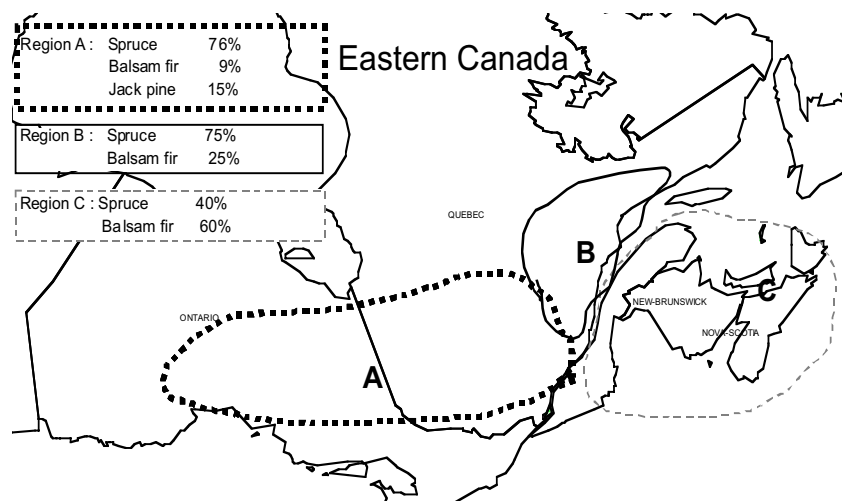 Region A : Spruce 76%
Balsam fir 9%
Jack pine 15%
Eastern Canada
Region B : Spruce 75%
Balsam fir 25%
Region C : Spruce 40%
Balsam fir 60%
QUEBEC
B
C
NEW-BRUNSWICK
ONTARIO
NOVA-SCOTIA
A